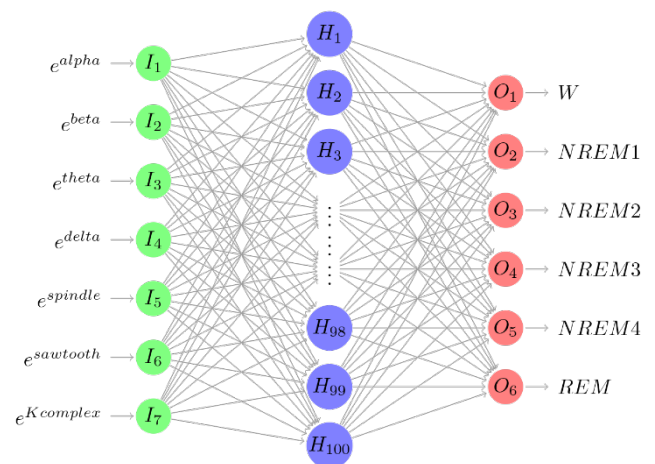 H₁
e^{alpha} I₁
H₂ O₁ W
e^{beta} I₂
H₃ O₂ NREM1
e^{theta} I₃
O₃ NREM2
e^{delta} I₄
O₄ NREM3
e^{spindle} I₅
H₉₈ O₅ NREM4
e^{sawtooth} I₆
H₉₉ O₆ REM
e^{Kcomplex} I₇
H₁₀₀